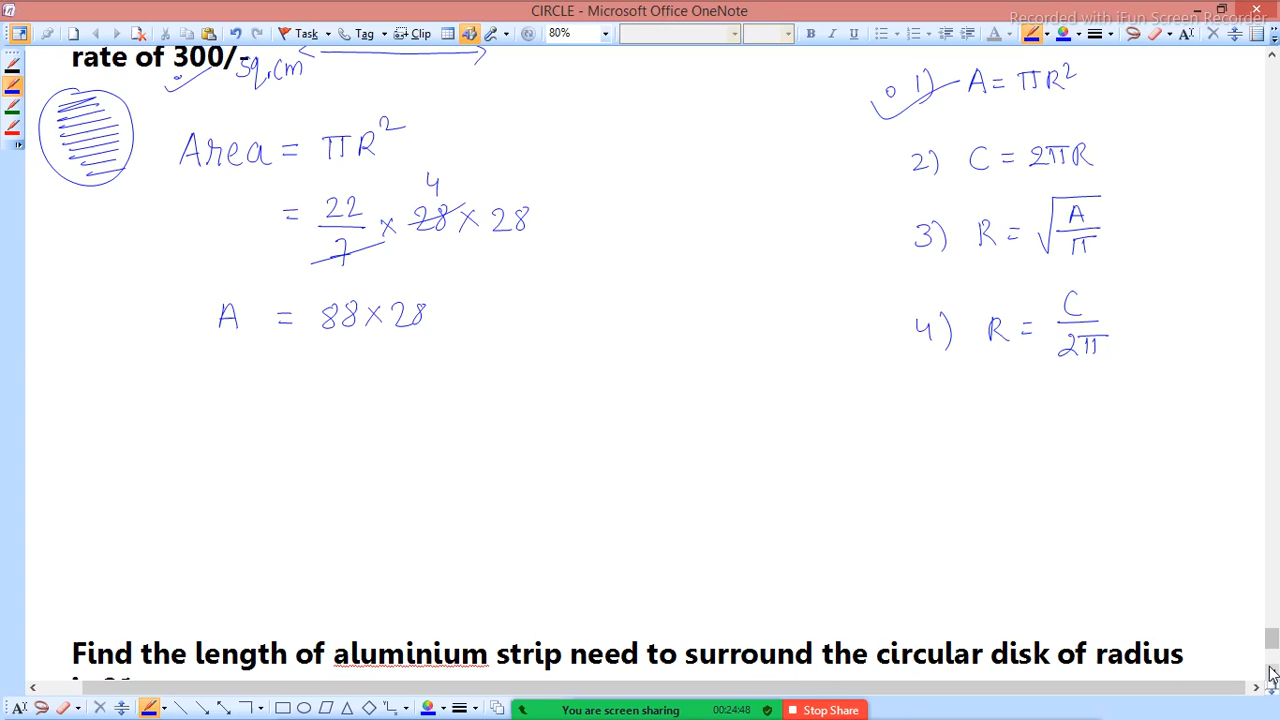 CIRCLE - Microsoft Office OneNote
Recorded with iFun Screen Recorder
Task Tag Clip 80% B I U
rate of 300/-
sq.cm
Area = πR²
= 22/7 × 28 × 28
4
A = 88×28
1) A = πR²
2) C = 2πR
3) R = √(A/π)
4) R = C/2π
Find the length of aluminium strip need to surround the circular disk of radius
You are screen sharing 00:24:48 Stop Share